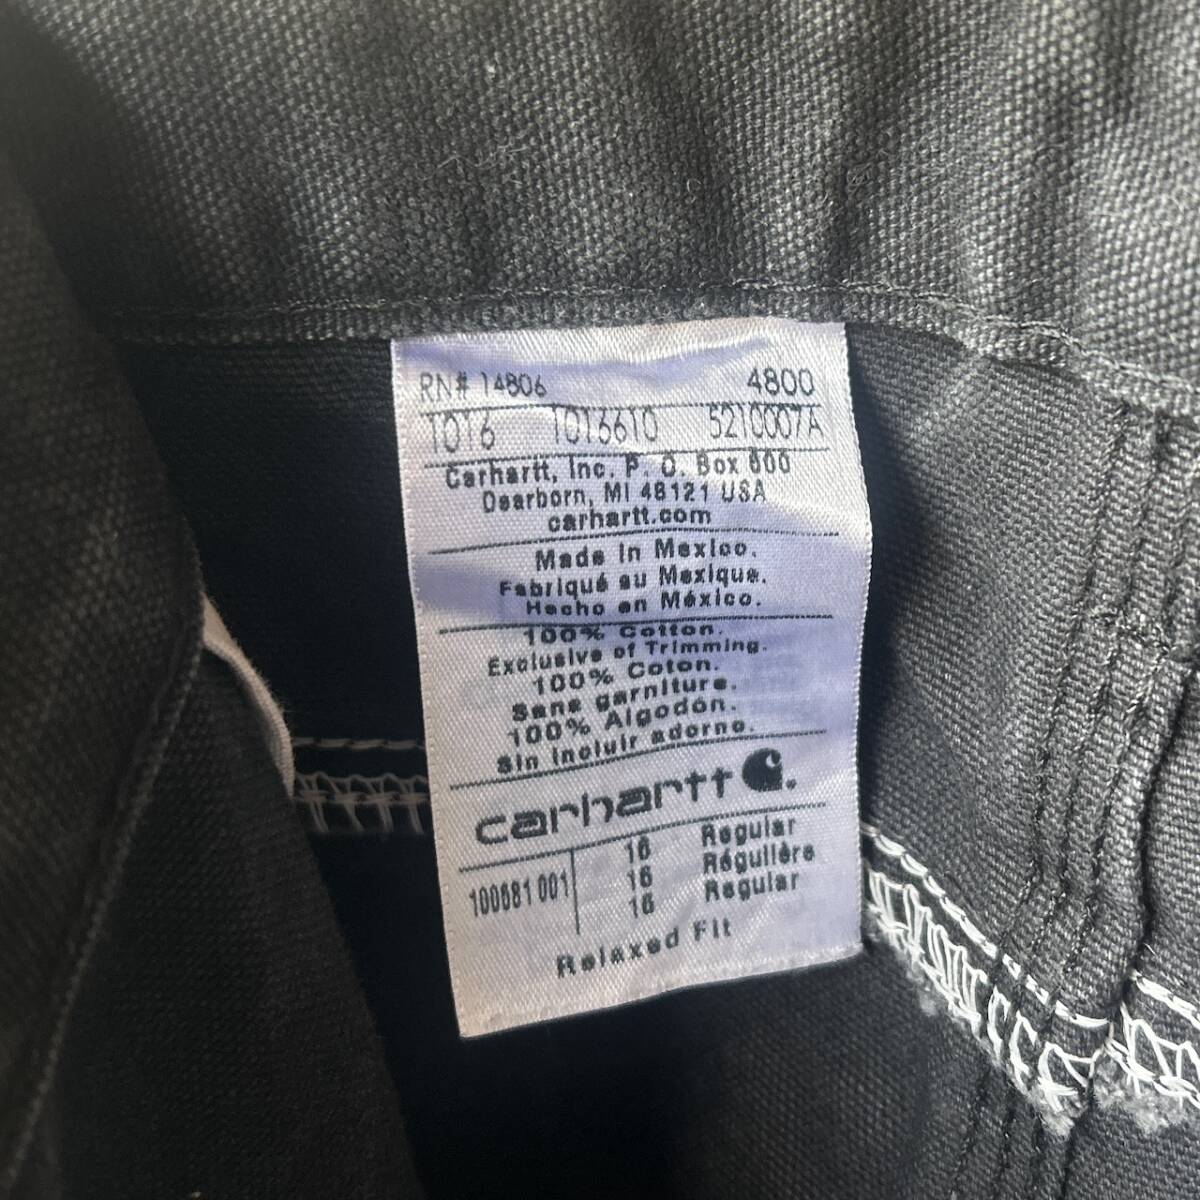 RN# 14806 4800
1016 1016610 5210007A
Carhartt, Inc. P. O. Box 600
Dearborn, MI 48121 USA
carhartt.com
Made in Mexico.
Fabriqué au Mexique.
Hecho en México.
100% Cotton.
Exclusive of Trimming.
100% Coton.
Sans garniture.
100% Algodón.
Sin incluir adorno.
carhartt
100681 001
16 Regular
16 Régulière
16 Regular
Relaxed Fit